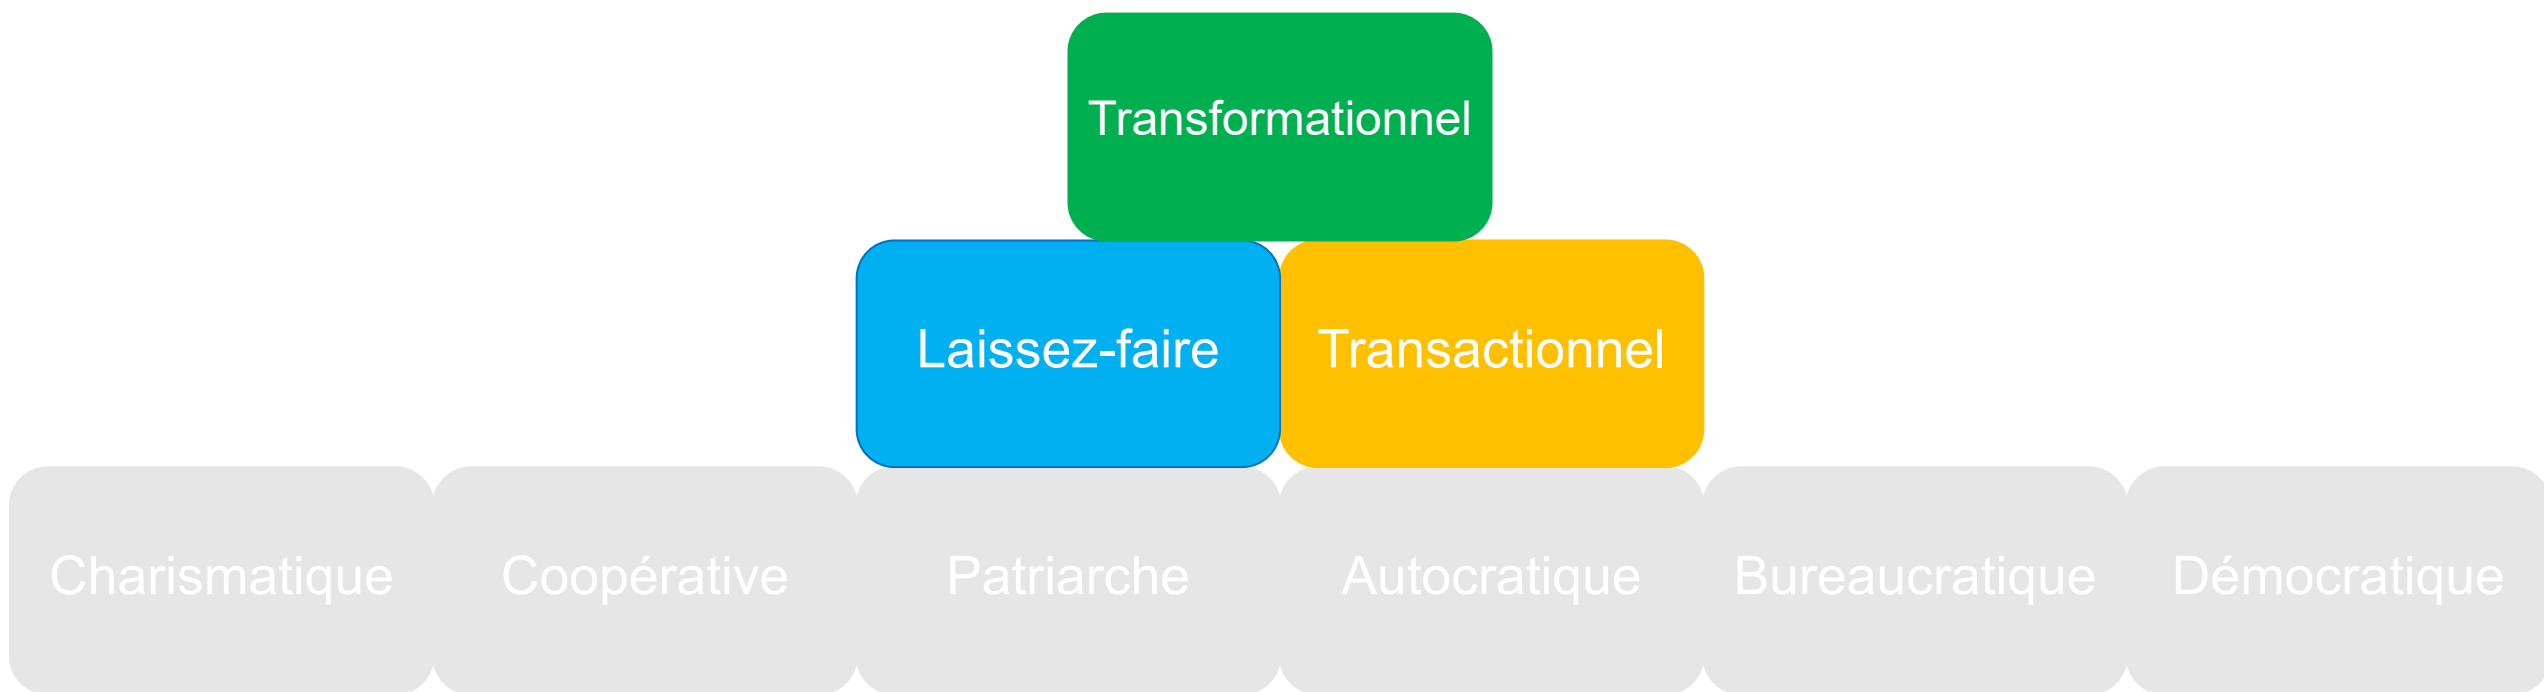 Transformationnel
Laissez-faire
Transactionnel
Charismatique
Coopérative
Patriarche
Autocratique
Bureaucratique
Démocratique